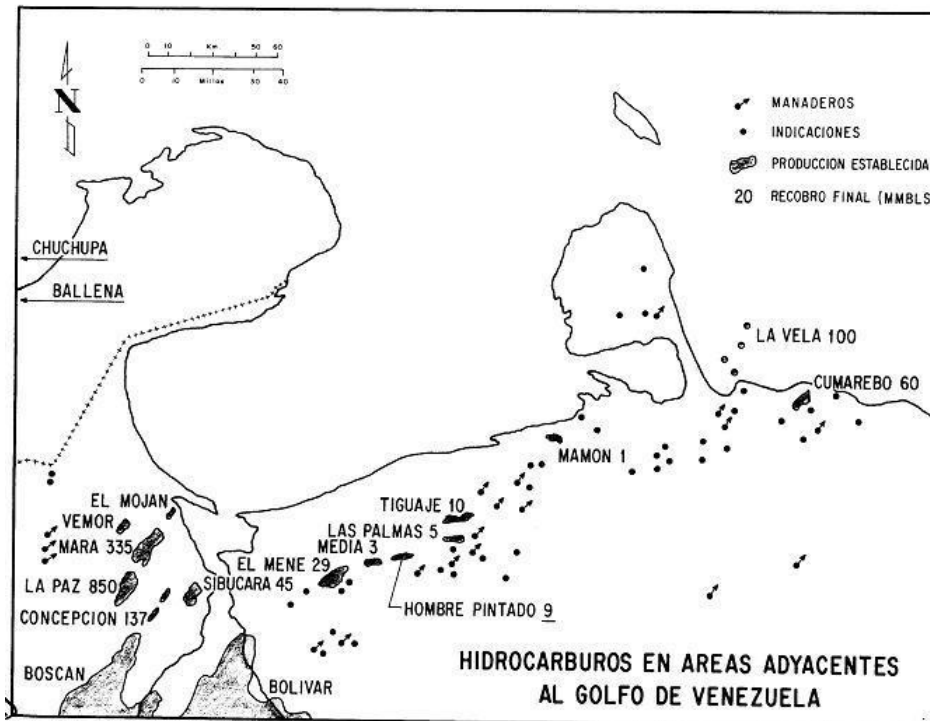 0 10 Km. 50 60
0 10 Millas 30 40
N
MANADEROS
INDICACIONES
PRODUCCION ESTABLECIDA
20 RECOBRO FINAL (MMBLS
CHUCHUPA
BALLENA
LA VELA 100
CUMAREBO 60
MAMON 1
EL MOJAN
VEMOR
MARA 335
TIGUAJE 10
LAS PALMAS 5
MEDIA 3
EL MENE 29
LA PAZ 850
SIBUCARA 45
HOMBRE PINTADO 9
CONCEPCION 137
BOSCAN
BOLIVAR
HIDROCARBUROS EN AREAS ADYACENTES
AL GOLFO DE VENEZUELA